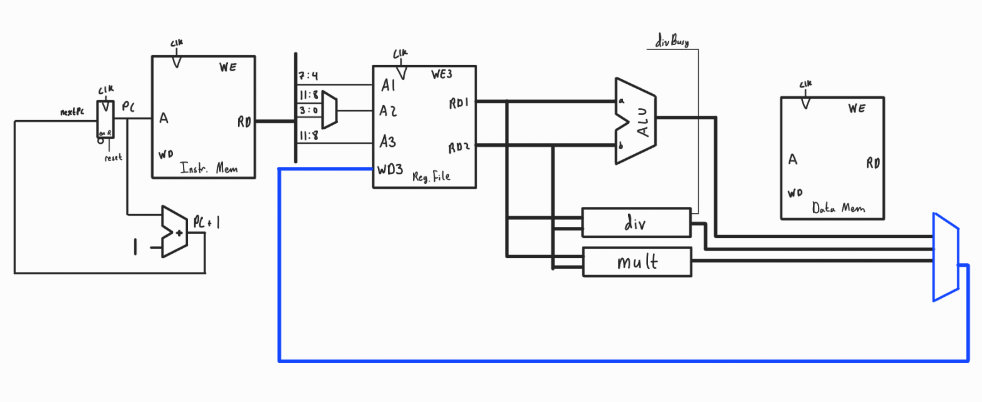 divBusy
clk
WE
A
RD
WD
Instr. Mem
nextPC
clk
PC
en R
reset
PC+1
+
1
7:4
11:8
3:0
11:8
clk
WE3
A1
A2
A3
WD3
RD1
RD2
Reg. File
a
b
ALU
div
mult
clk
WE
A
RD
WD
Data Mem